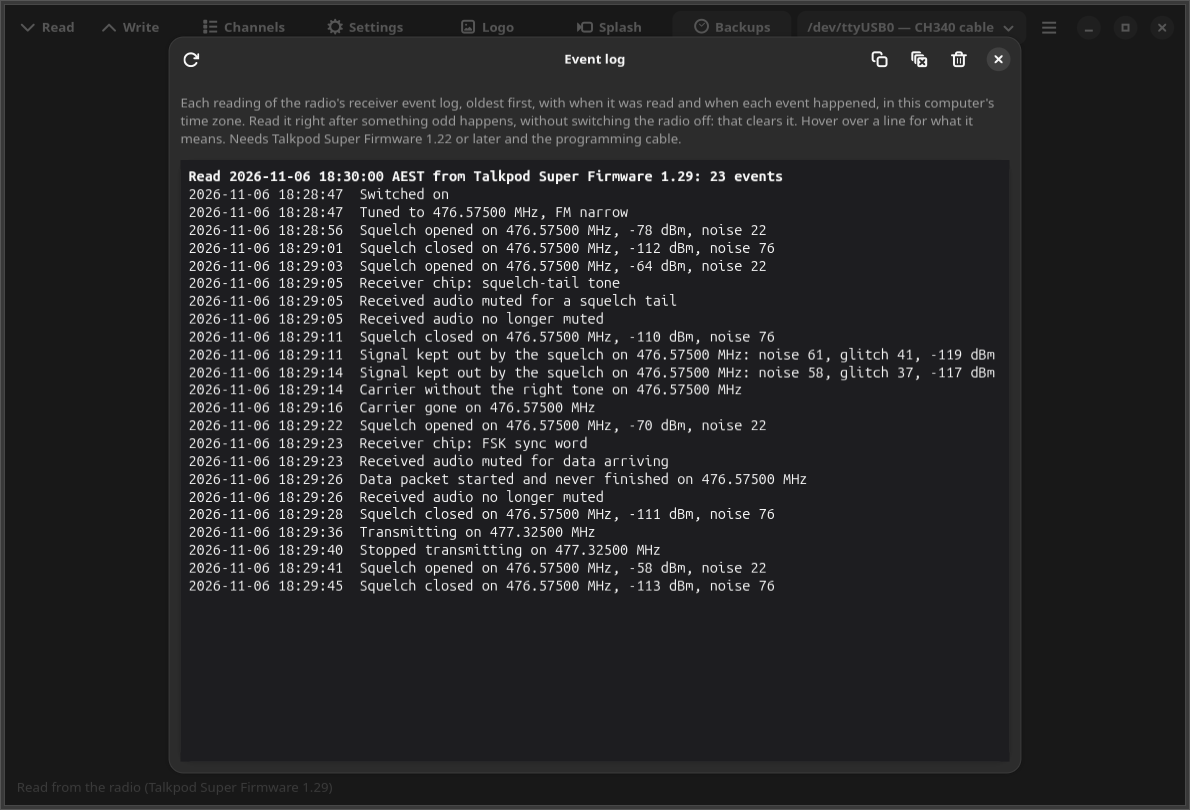 Read Write Channels Settings Logo Splash Backups /dev/ttyUSB0 — CH340 cable
Event log
Each reading of the radio's receiver event log, oldest first, with when it was read and when each event happened, in this computer's
time zone. Read it right after something odd happens, without switching the radio off: that clears it. Hover over a line for what it
means. Needs Talkpod Super Firmware 1.22 or later and the programming cable.
Read 2026-11-06 18:30:00 AEST from Talkpod Super Firmware 1.29: 23 events
2026-11-06 18:28:47 Switched on
2026-11-06 18:28:47 Tuned to 476.57500 MHz, FM narrow
2026-11-06 18:28:56 Squelch opened on 476.57500 MHz, -78 dBm, noise 22
2026-11-06 18:29:01 Squelch closed on 476.57500 MHz, -112 dBm, noise 76
2026-11-06 18:29:03 Squelch opened on 476.57500 MHz, -64 dBm, noise 22
2026-11-06 18:29:05 Receiver chip: squelch-tail tone
2026-11-06 18:29:05 Received audio muted for a squelch tail
2026-11-06 18:29:05 Received audio no longer muted
2026-11-06 18:29:11 Squelch closed on 476.57500 MHz, -110 dBm, noise 76
2026-11-06 18:29:11 Signal kept out by the squelch on 476.57500 MHz: noise 61, glitch 41, -119 dBm
2026-11-06 18:29:14 Signal kept out by the squelch on 476.57500 MHz: noise 58, glitch 37, -117 dBm
2026-11-06 18:29:14 Carrier without the right tone on 476.57500 MHz
2026-11-06 18:29:16 Carrier gone on 476.57500 MHz
2026-11-06 18:29:22 Squelch opened on 476.57500 MHz, -70 dBm, noise 22
2026-11-06 18:29:23 Receiver chip: FSK sync word
2026-11-06 18:29:23 Received audio muted for data arriving
2026-11-06 18:29:26 Data packet started and never finished on 476.57500 MHz
2026-11-06 18:29:26 Received audio no longer muted
2026-11-06 18:29:28 Squelch closed on 476.57500 MHz, -111 dBm, noise 76
2026-11-06 18:29:36 Transmitting on 477.32500 MHz
2026-11-06 18:29:40 Stopped transmitting on 477.32500 MHz
2026-11-06 18:29:41 Squelch opened on 476.57500 MHz, -58 dBm, noise 22
2026-11-06 18:29:45 Squelch closed on 476.57500 MHz, -113 dBm, noise 76
Read from the radio (Talkpod Super Firmware 1.29)